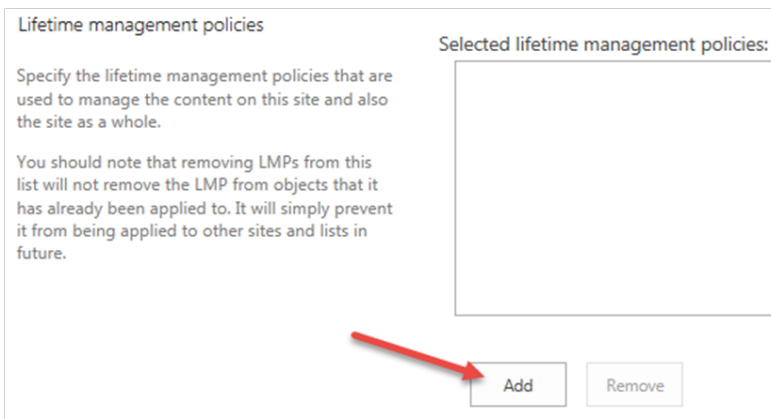 Lifetime management policies
Selected lifetime management policies:
Specify the lifetime management policies that are
used to manage the content on this site and also
the site as a whole.
You should note that removing LMPs from this
list will not remove the LMP from objects that it
has already been applied to. It will simply prevent
it from being applied to other sites and lists in
future.
Add
Remove